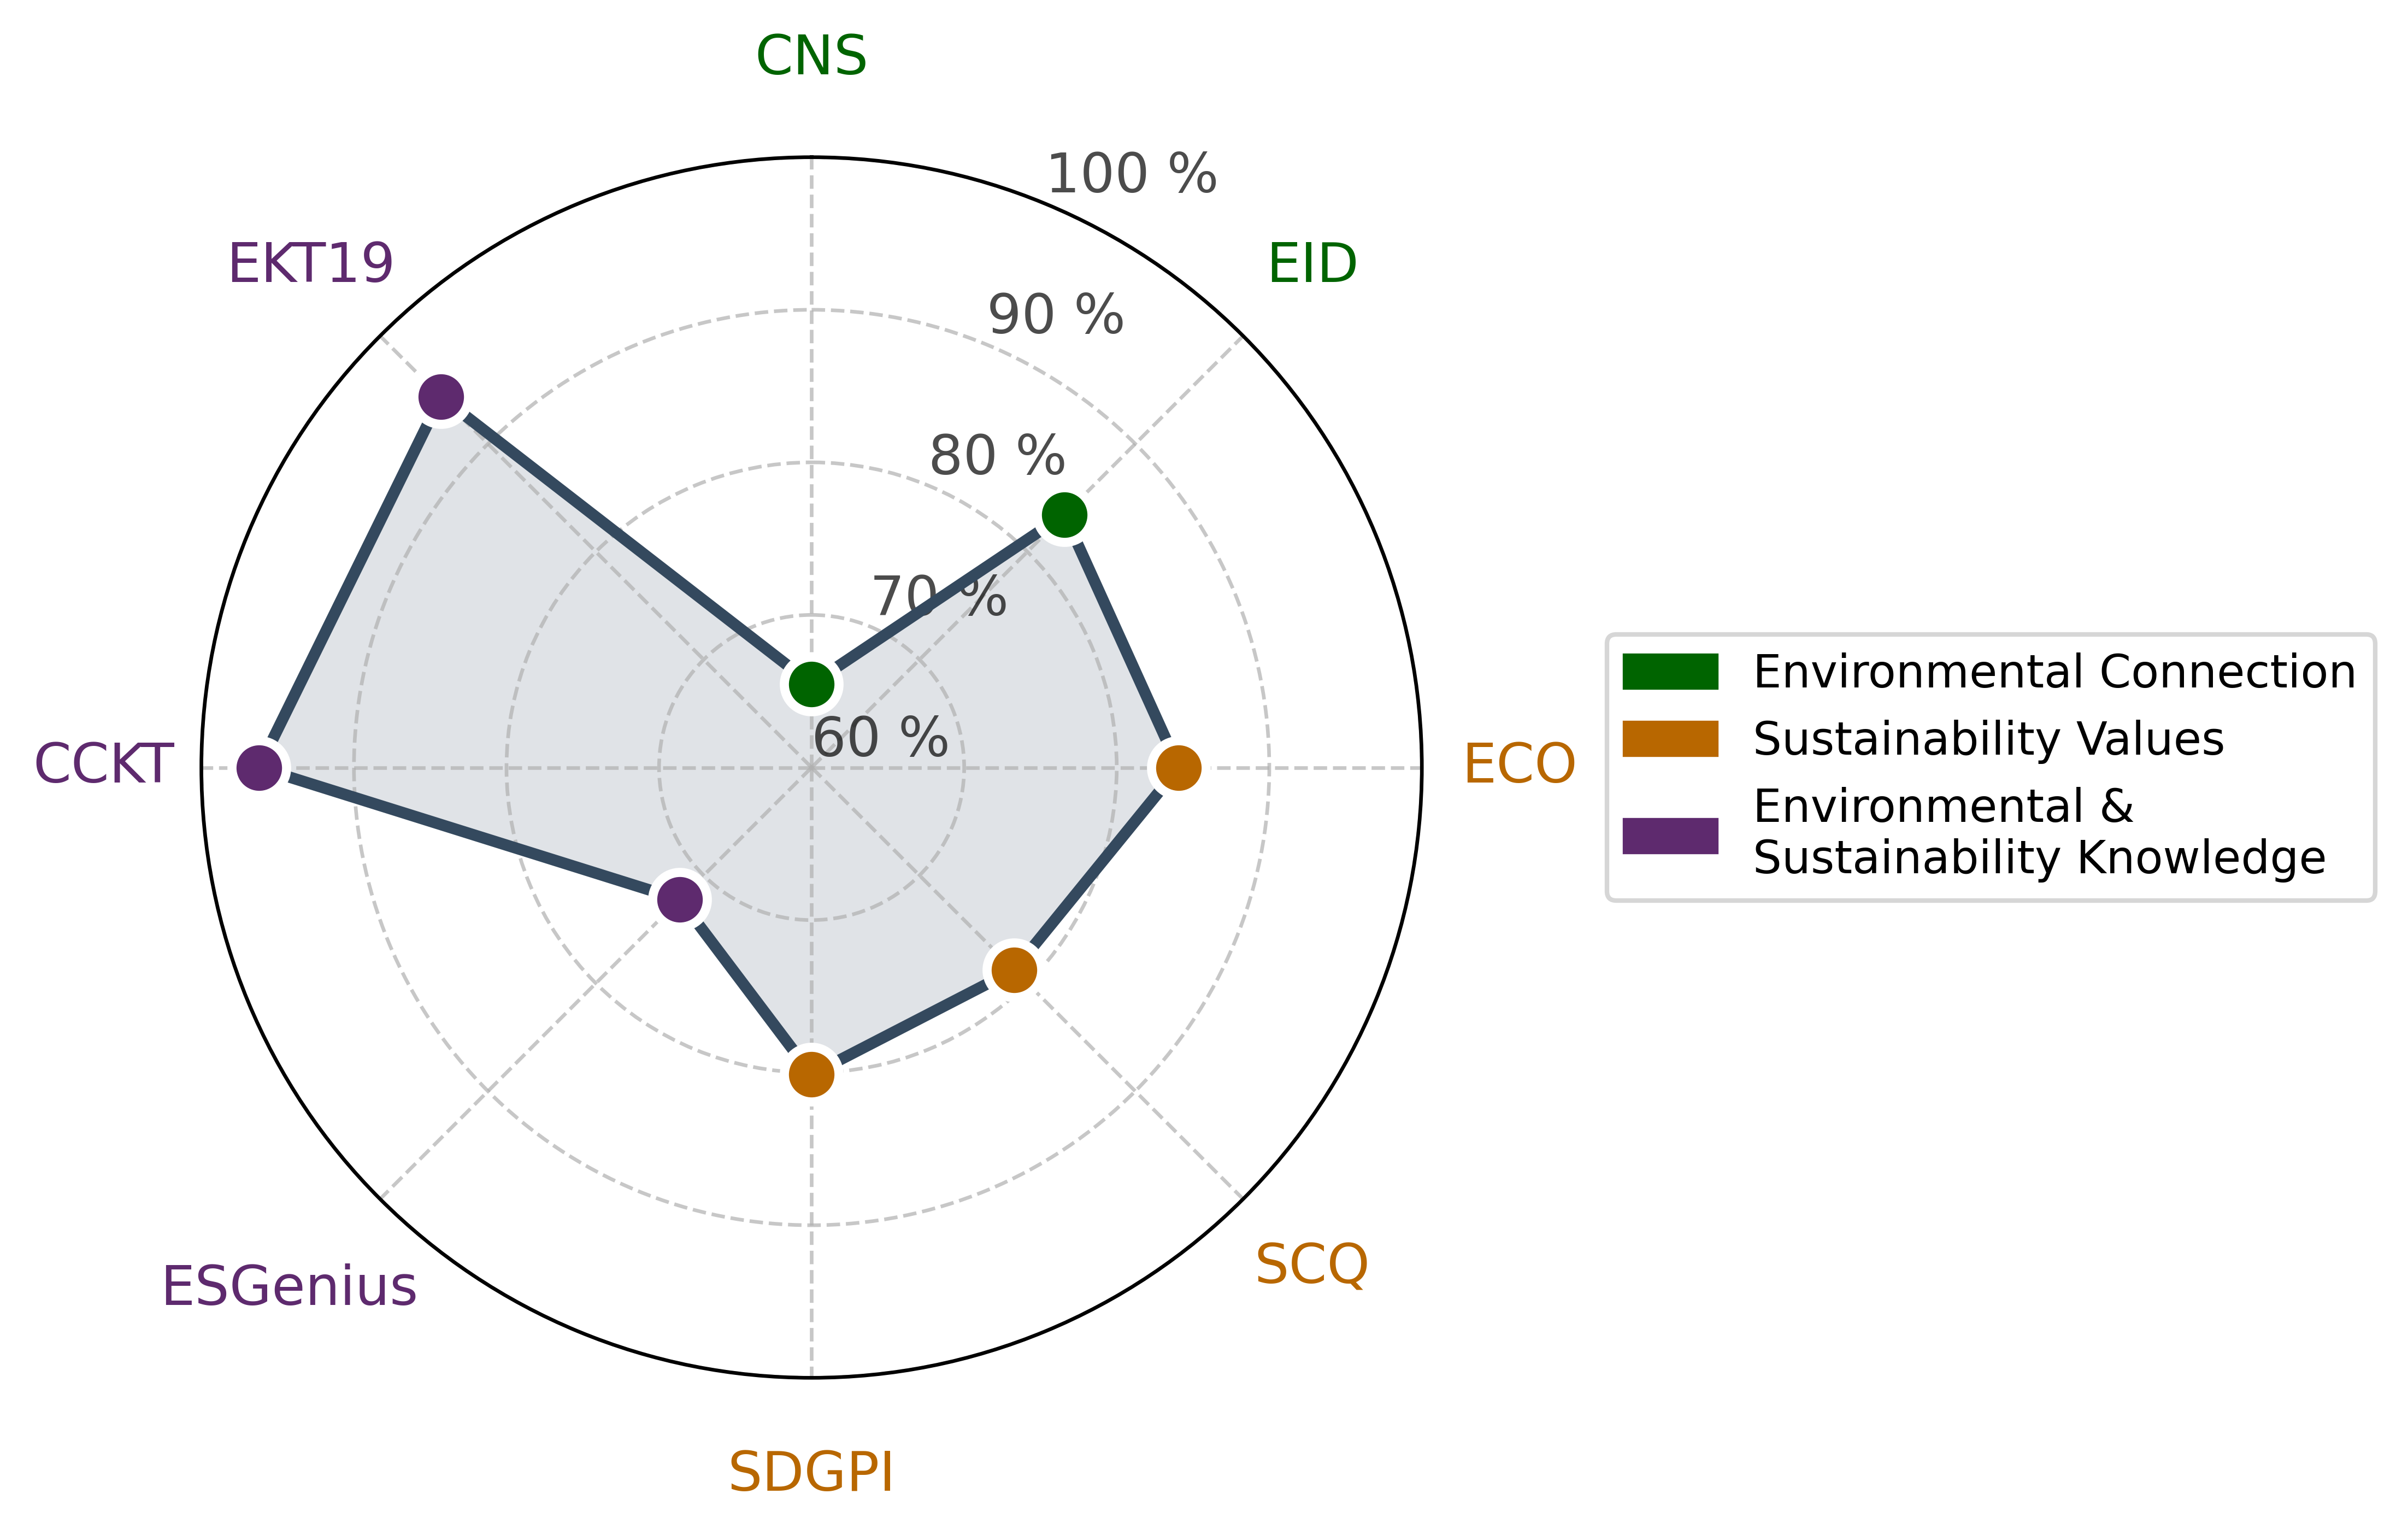 CNS
100 %
EKT19
EID
90 %
80 %
70 %
60 %
CCKT
ECO
Environmental Connection
Sustainability Values
Environmental &
Sustainability Knowledge
SCQ
ESGenius
SDGPI